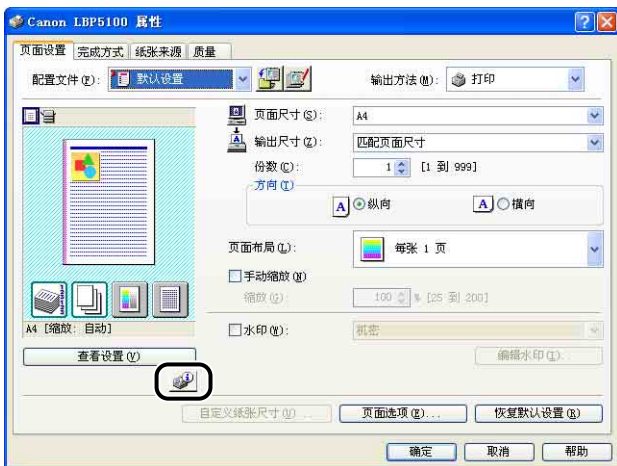 Canon LBP5100 属性
页面设置 完成方式 纸张来源 质量
配置文件(F): 默认设置 输出方法(M): 打印
页面尺寸(S): A4
输出尺寸(Z): 匹配页面尺寸
份数(C): 1 [1 到 999]
方向(T)
A 纵向 A 横向
页面布局(L): 每张 1 页
手动缩放(N)
缩放(G): 100 % [25 到 200]
A4 [缩放: 自动]
水印(W): 机密
查看设置(V) 编辑水印(I)...
自定义纸张尺寸(U)... 页面选项(E)... 恢复默认设置(R)
确定 取消 帮助